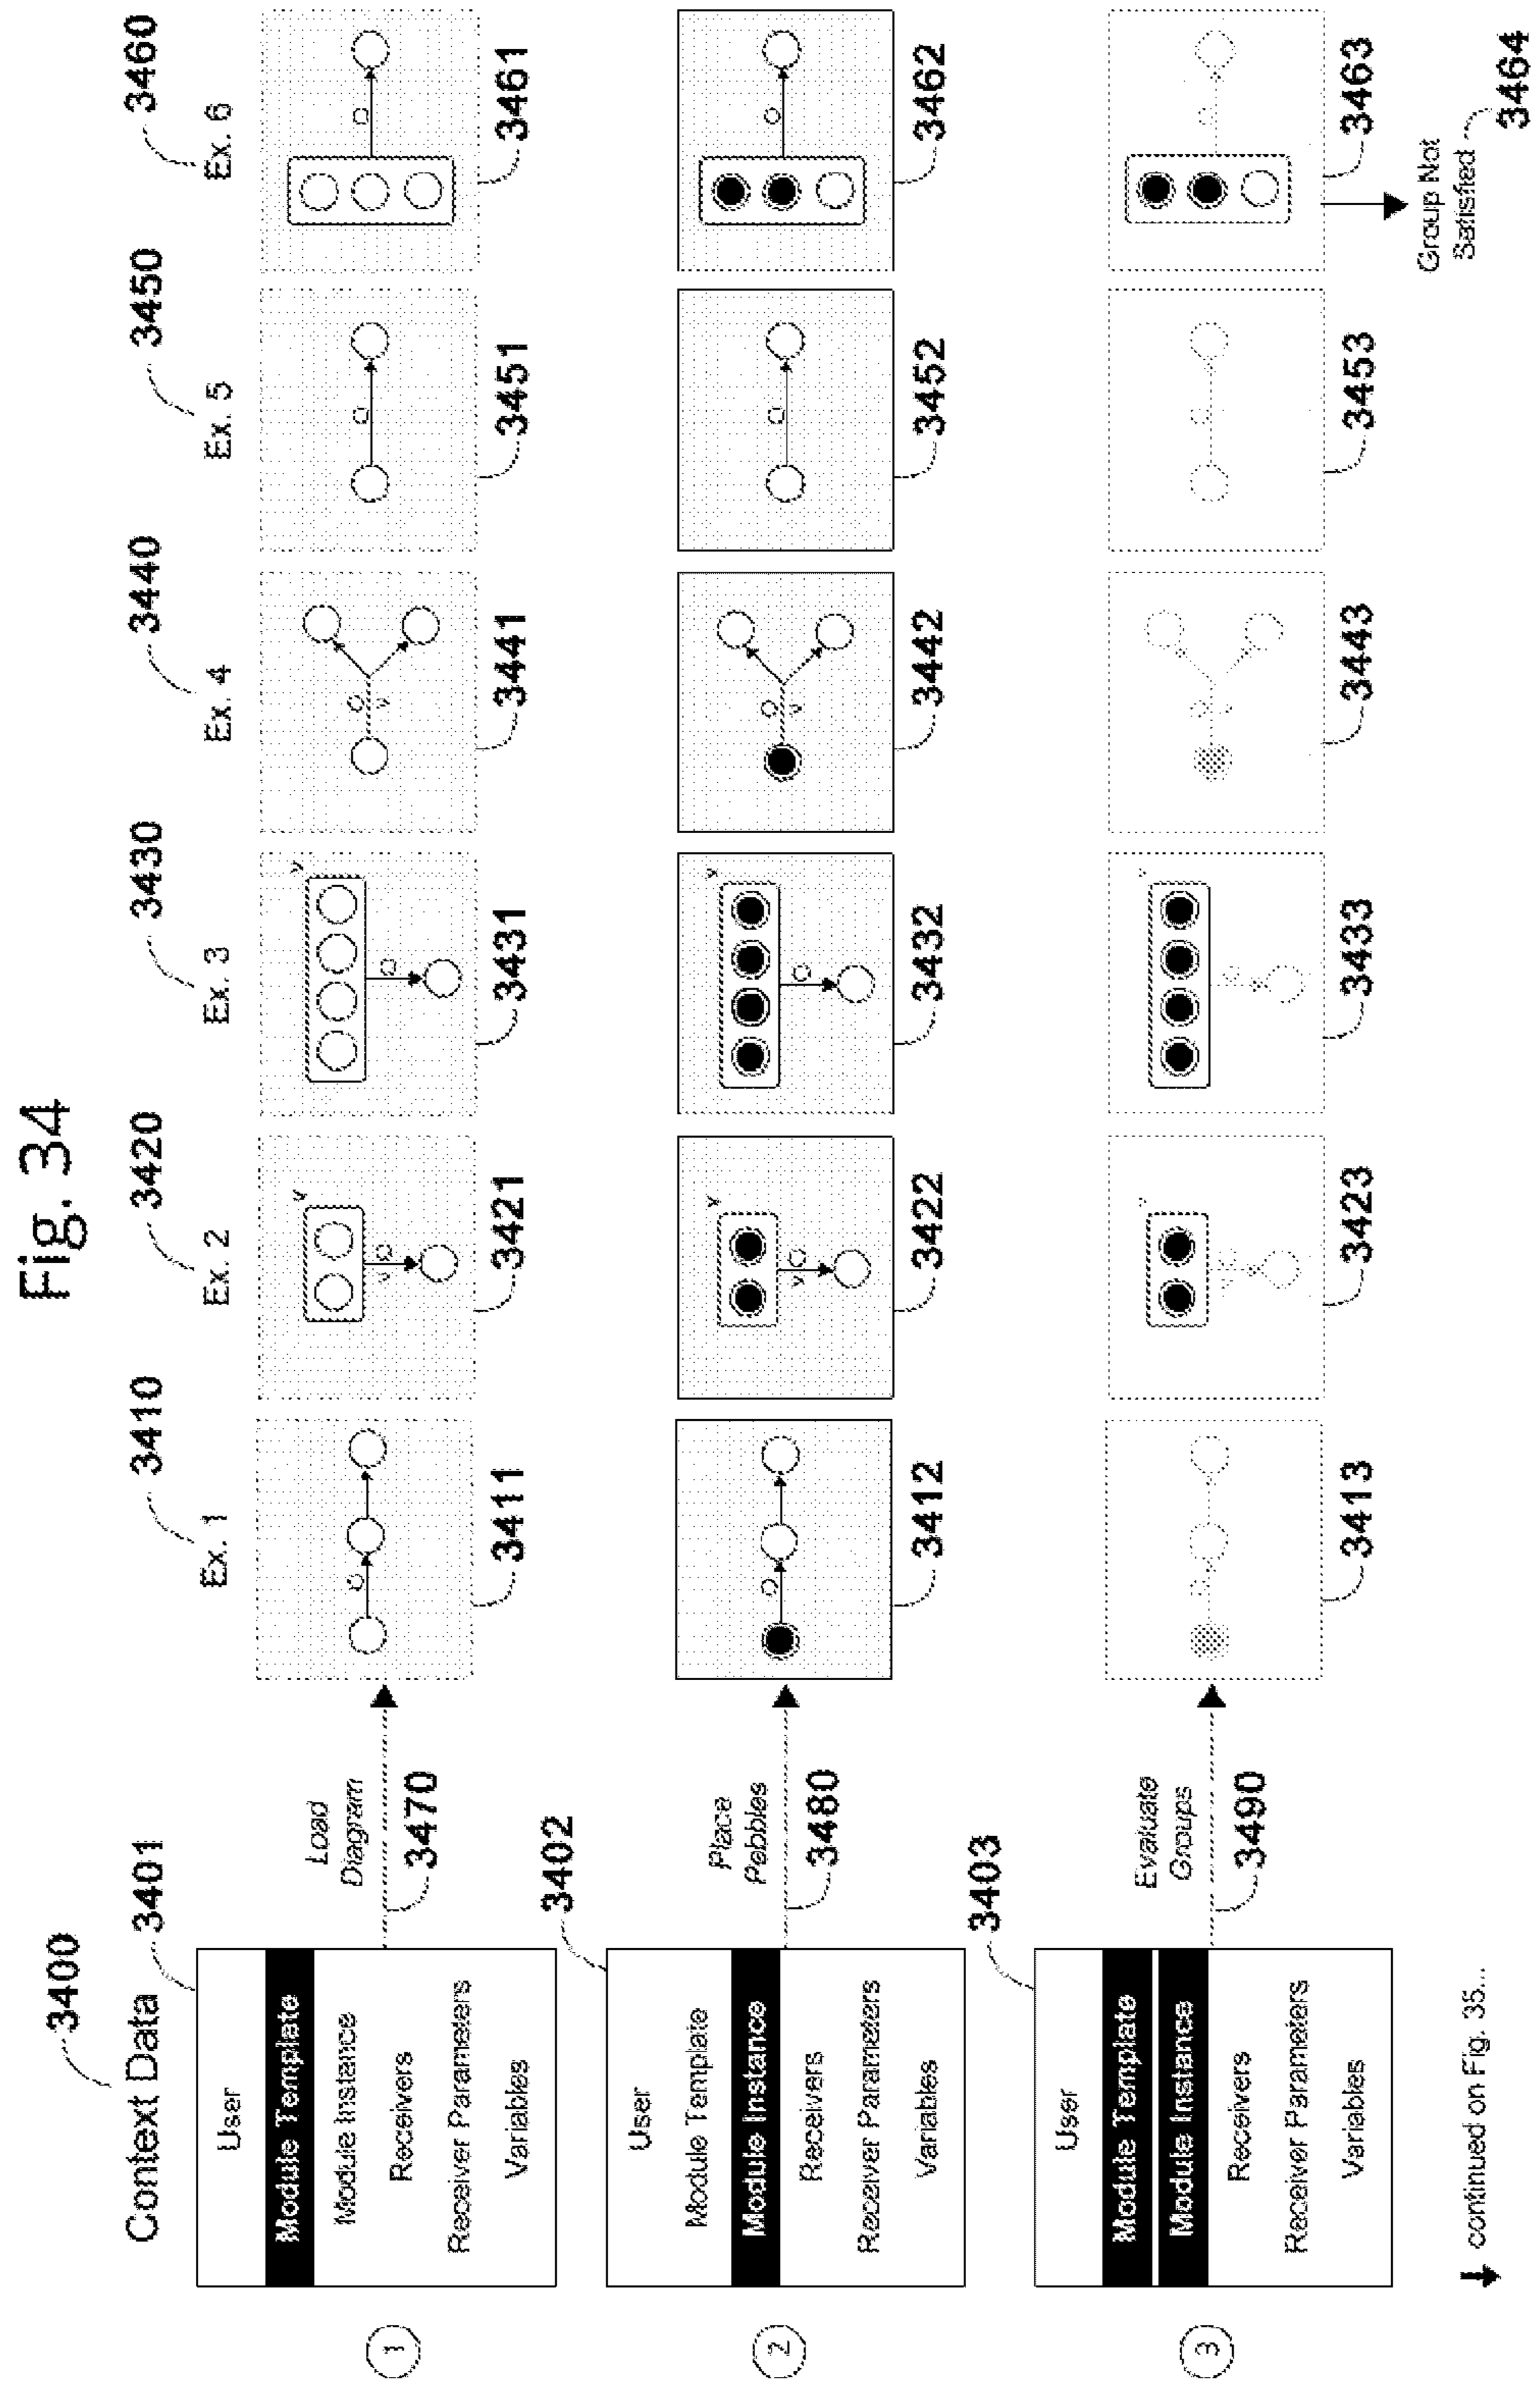 Fig. 34
3400
Context Data
3410
Ex. 1
3420
Ex. 2
3430
Ex. 3
3440
Ex. 4
3450
Ex. 5
3460
Ex. 6
1
3401
User
Module Template
Module Instance
Receivers
Receiver Parameters
Variables
Load
Diagram
3470
3411
v
v
3421
v
3431
v
3441
3451
3461
2
3402
User
Module Template
Module Instance
Receivers
Receiver Parameters
Variables
Place
Pebbles
3480
3412
v
v
3422
v
3432
v
3442
3452
3462
3
3403
User
Module Template
Module Instance
Receivers
Receiver Parameters
Variables
Evaluate
Groups
3490
3413
3423
3433
3443
3453
3463
Group Not
Satisfied
3464
continued on Fig. 35...